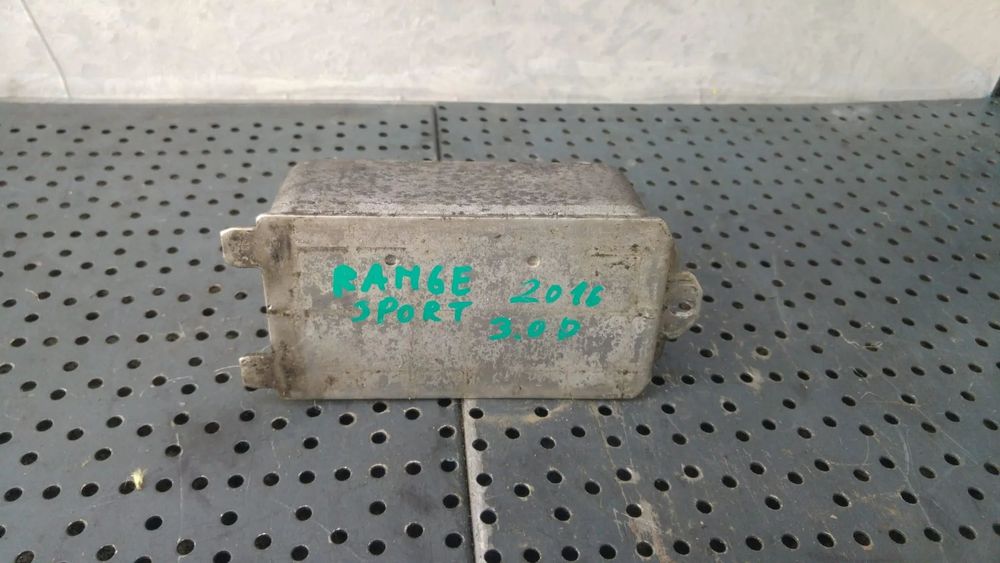 RANGE 2016
SPORT 3.0D